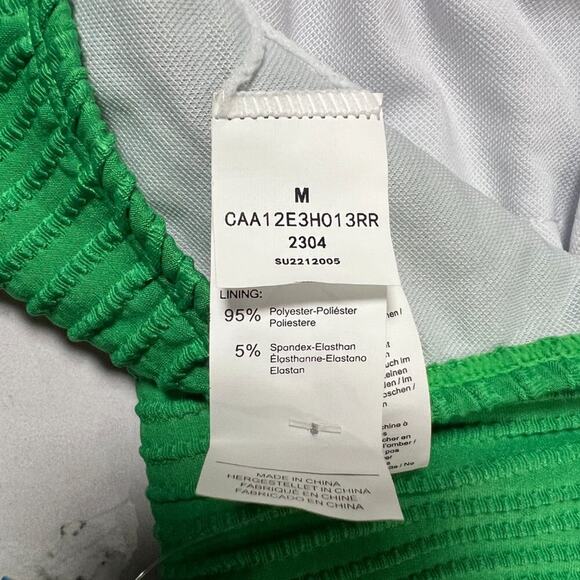 M
CAA12E3H013RR
2304
SU2212005
LINING:
95% Polyester-Poliéster
Poliestere
5% Spandex-Elasthan
Élasthanne-Elastano
Elastan
MADE IN CHINA
HERGESTELLET IN CHINA
FABRIQUÉ EN CHINE
FABRICADO EN CHINA